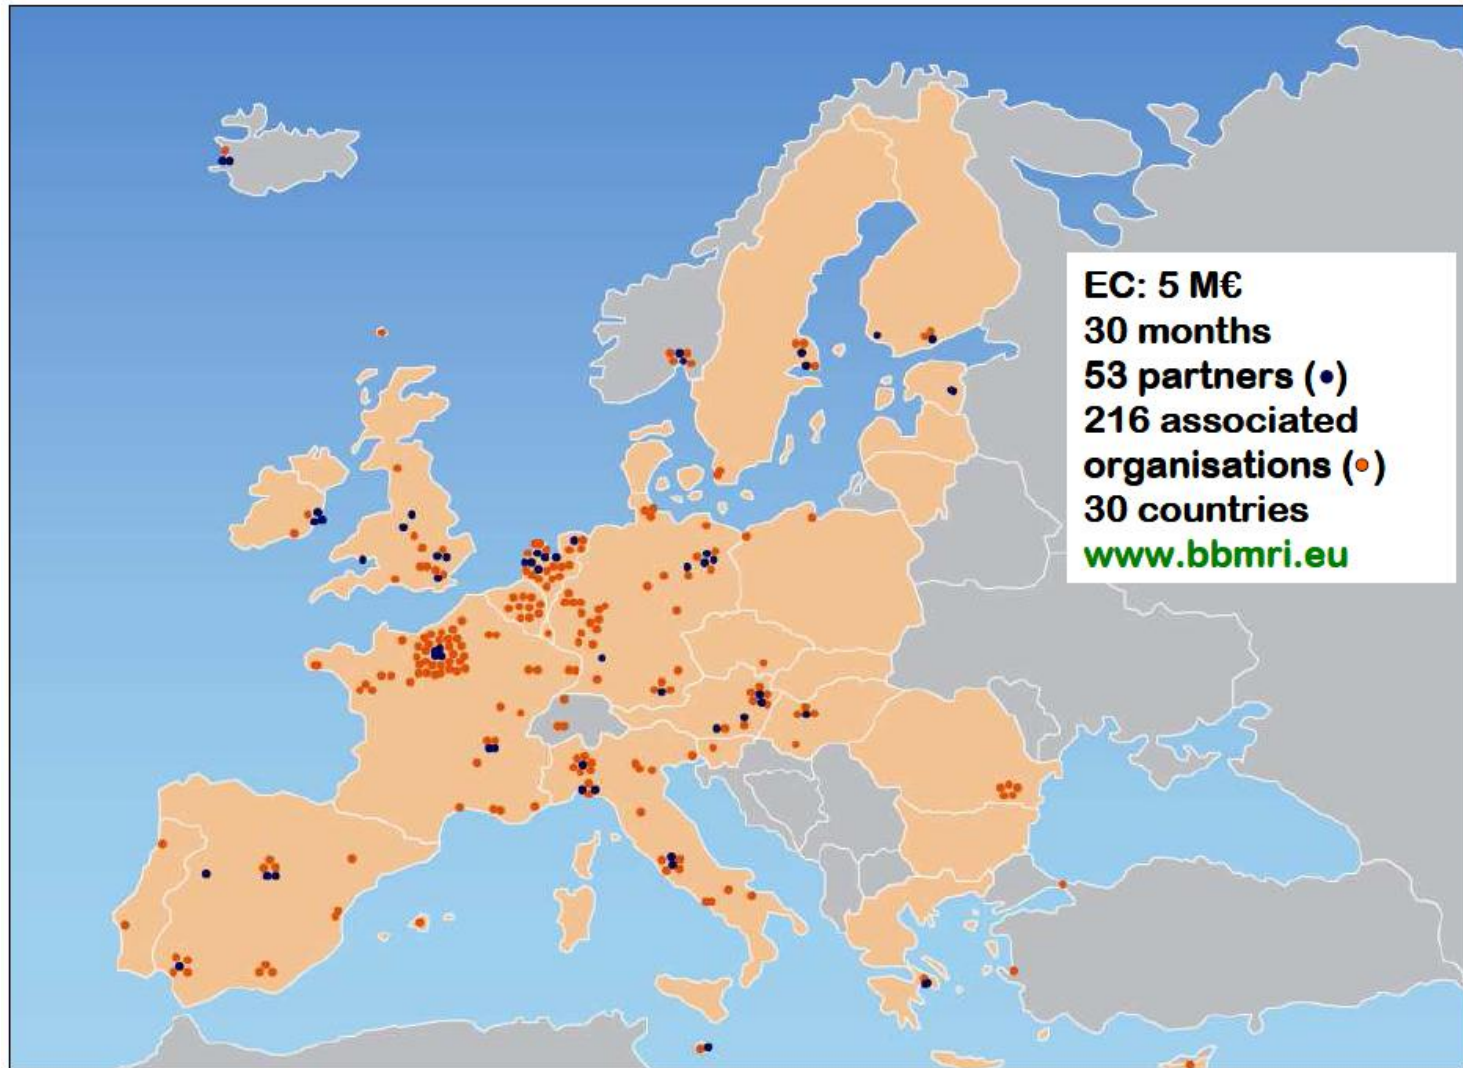 EC: 5 M€
30 months
53 partners (•)
216 associated
organisations (•)
30 countries
www.bbmri.eu